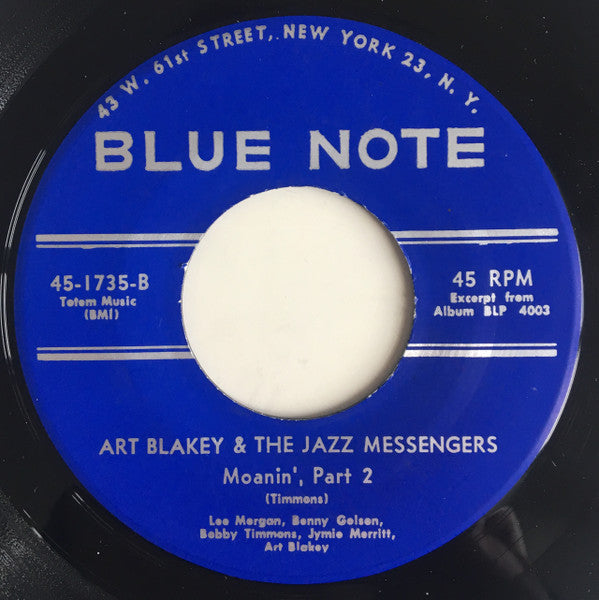 43 W. 61st STREET, NEW YORK 23, N. Y.
BLUE NOTE
45-1735-B
Totem Music
(BMI)
45 RPM
Excerpt from
Album BLP 4003
ART BLAKEY & THE JAZZ MESSENGERS
Moanin', Part 2
(Timmons)
Lee Morgan, Benny Golson,
Bobby Timmons, Jymie Merritt,
Art Blakey